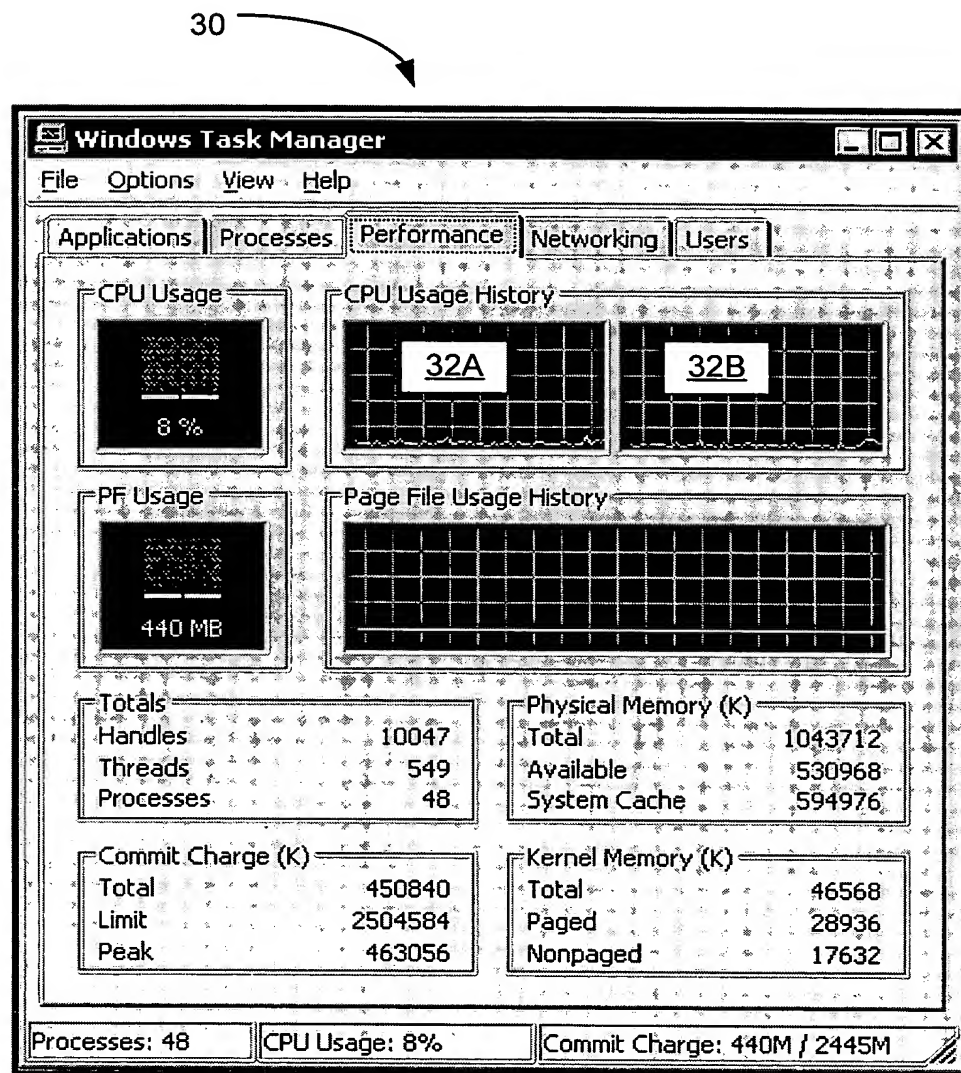 30
Windows Task Manager
File Options View Help
Applications Processes Performance Networking Users
CPU Usage
8 %
CPU Usage History
32A
32B
PF Usage
440 MB
Page File Usage History
Totals
Handles 10047
Threads 549
Processes 48
Physical Memory (K)
Total 1043712
Available 530968
System Cache 594976
Commit Charge (K)
Total 450840
Limit 2504584
Peak 463056
Kernel Memory (K)
Total 46568
Paged 28936
Nonpaged 17632
Processes: 48 CPU Usage: 8% Commit Charge: 440M / 2445M